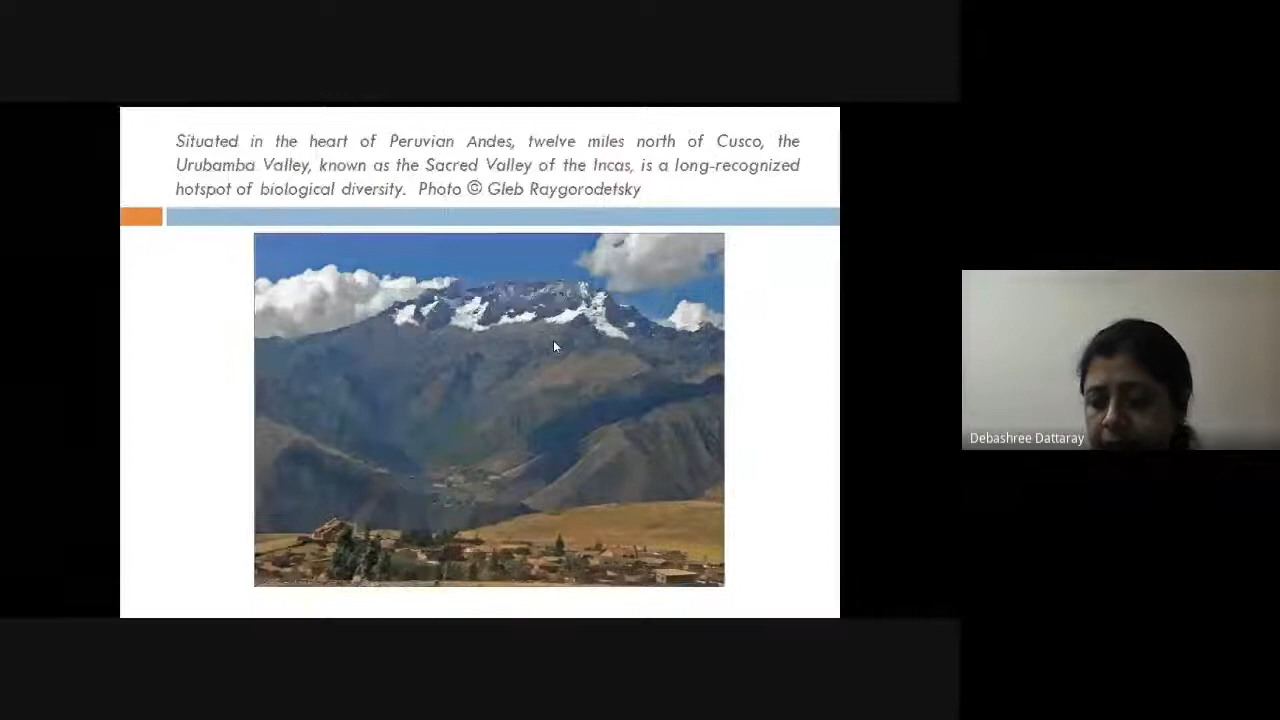 Situated in the heart of Peruvian Andes, twelve miles north of Cusco, the
Urubamba Valley, known as the Sacred Valley of the Incas, is a long-recognized
hotspot of biological diversity. Photo © Gleb Raygorodetsky
Debashree Dattaray